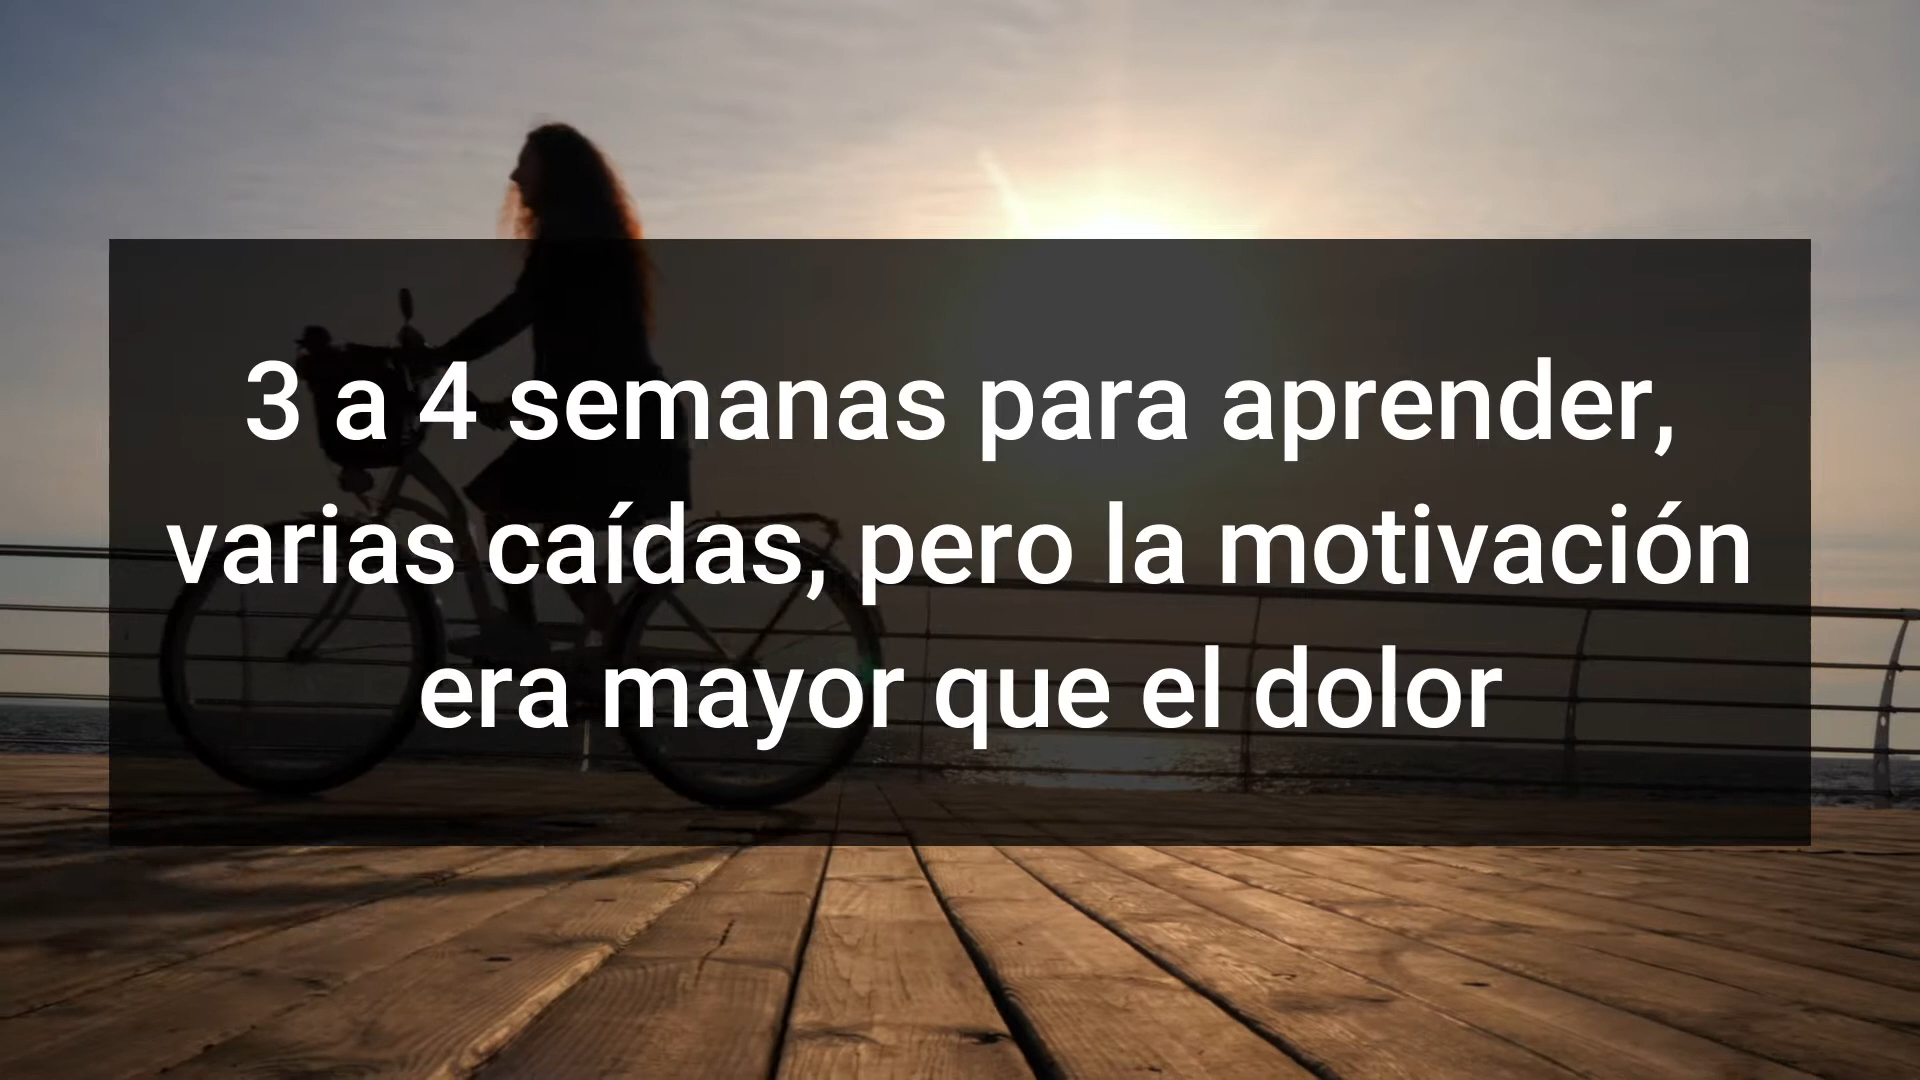 3 a 4 semanas para aprender,
varias caídas, pero la motivación
era mayor que el dolor